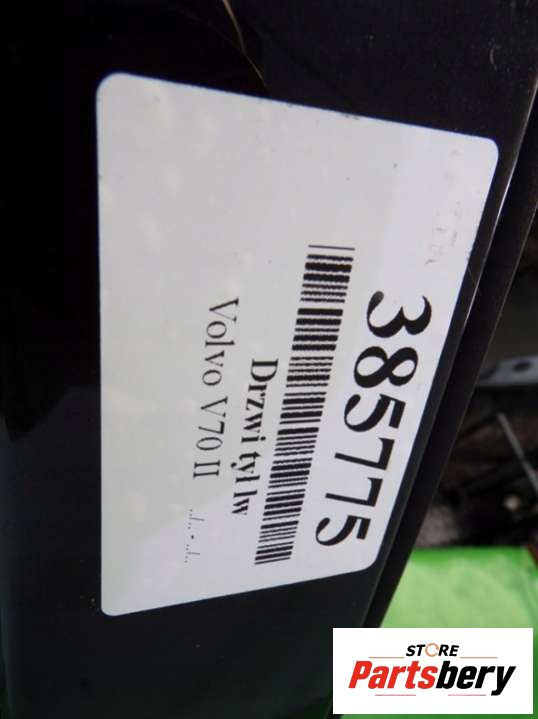 385775
Drzwi tył lw
Volvo V70 II
STORE
Partsbery